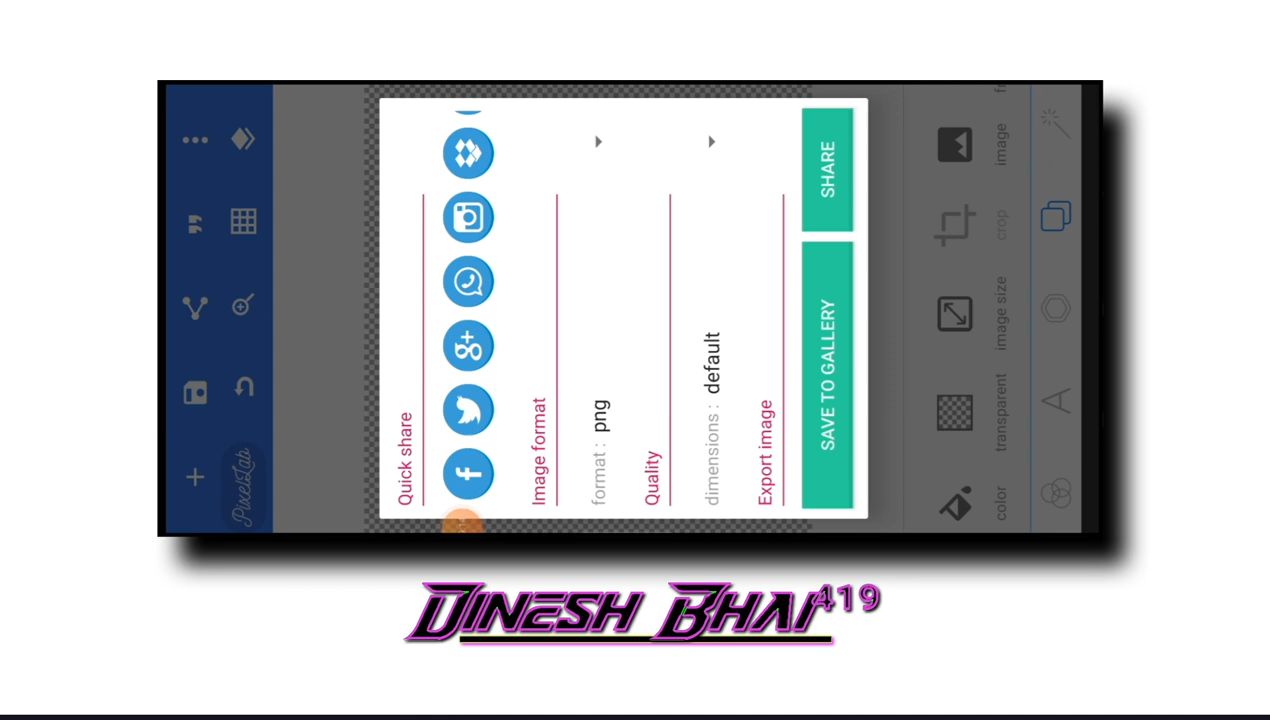 PixelLab
Quick share
Image format
format : png
Quality
dimensions : default
Export image
SAVE TO GALLERY
SHARE
color
transparent
image size
crop
image
DINESH BHAI 419